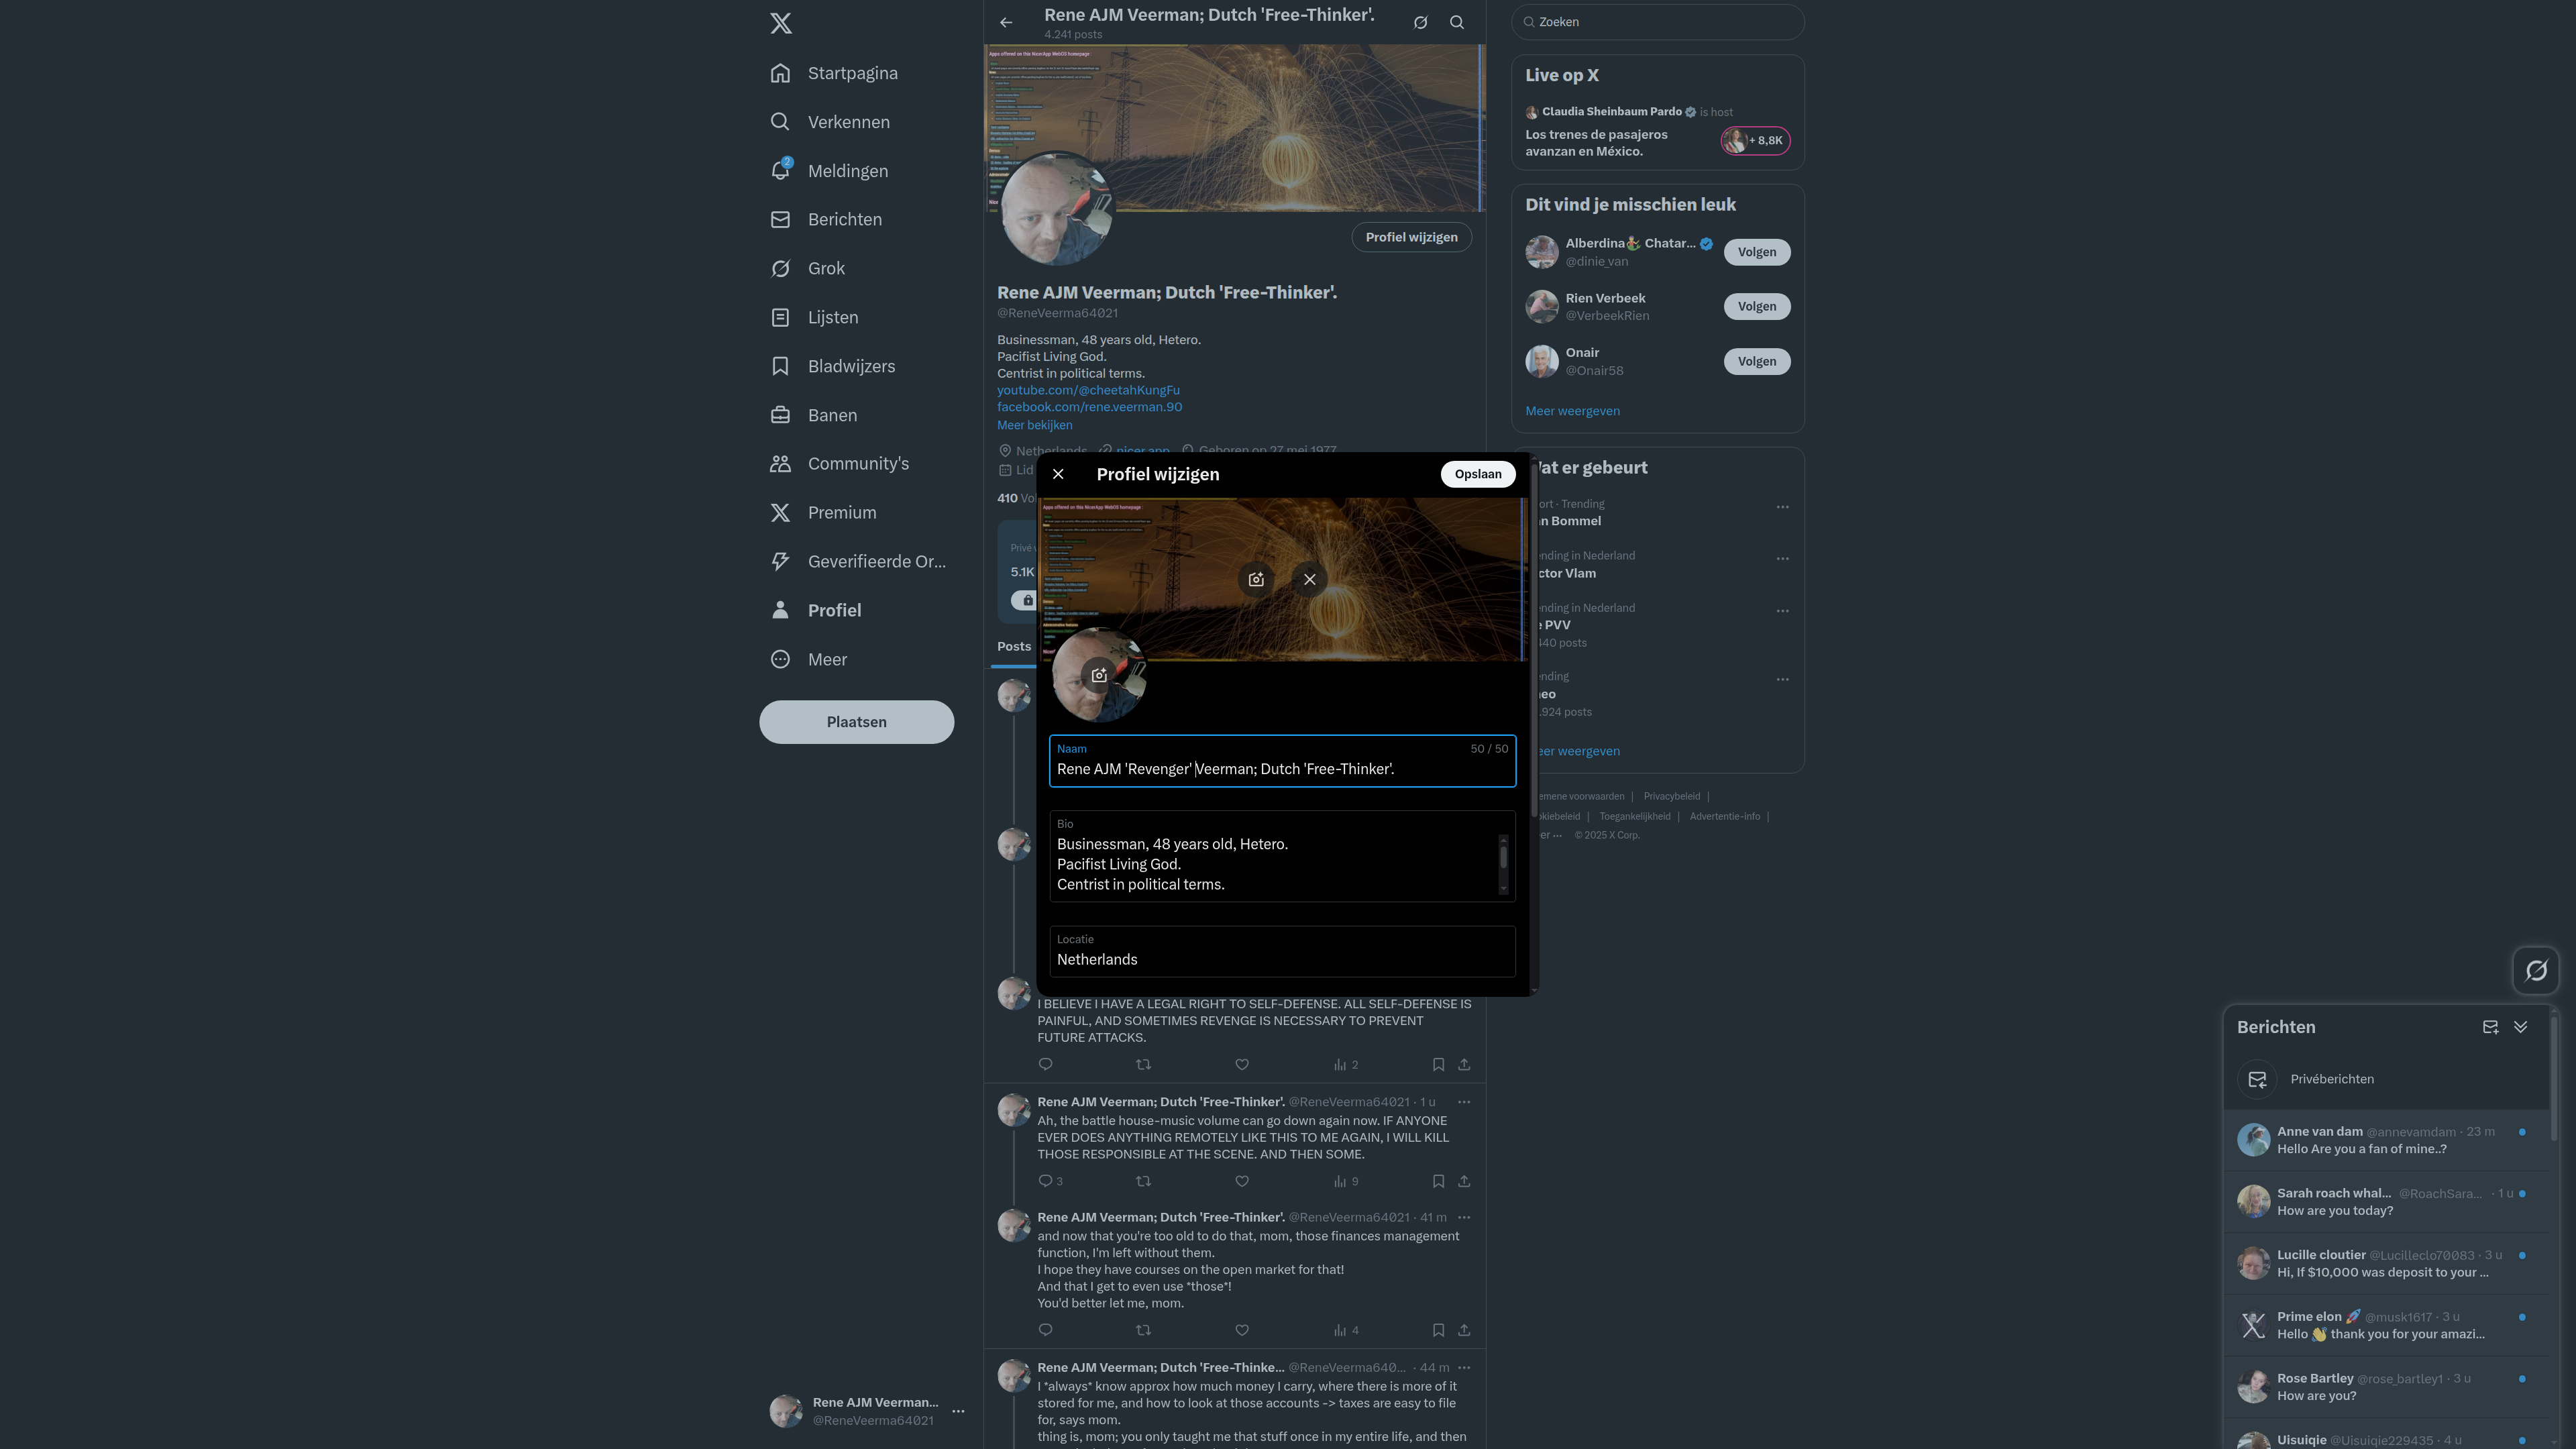 Startpagina
Verkennen
2
Meldingen
Berichten
Grok
Lijsten
Bladwijzers
Banen
Community's
Premium
Geverifieerde Or...
Profiel
Meer
Plaatsen
Rene AJM Veerman...
@ReneVeerma64021
Rene AJM Veerman; Dutch 'Free-Thinker'.
4.241 posts
Apps offered on this NicerApp WebOS homepage
Profiel wijzigen
Rene AJM Veerman; Dutch 'Free-Thinker'.
@ReneVeerma64021
Businessman, 48 years old, Hetero.
Pacifist Living God.
Centrist in political terms.
youtube.com/@cheetahKungFu
facebook.com/rene.veerman.90
Meer bekijken
Netherlands nicer.app Geboren op 27 mei 1977
Lid
410 Vol
Privé
5.1K
Posts
Profiel wijzigen
Opslaan
Apps offered on this NicerApp WebOS homepage
Naam
50 / 50
Rene AJM 'Revenger' Veerman; Dutch 'Free-Thinker'.
Bio
Businessman, 48 years old, Hetero.
Pacifist Living God.
Centrist in political terms.
Locatie
Netherlands
I BELIEVE I HAVE A LEGAL RIGHT TO SELF-DEFENSE. ALL SELF-DEFENSE IS
PAINFUL, AND SOMETIMES REVENGE IS NECESSARY TO PREVENT
FUTURE ATTACKS.
2
Rene AJM Veerman; Dutch 'Free-Thinker'. @ReneVeerma64021 · 1 u
Ah, the battle house-music volume can go down again now. IF ANYONE
EVER DOES ANYTHING REMOTELY LIKE THIS TO ME AGAIN, I WILL KILL
THOSE RESPONSIBLE AT THE SCENE. AND THEN SOME.
3 9
Rene AJM Veerman; Dutch 'Free-Thinker'. @ReneVeerma64021 · 41 m
and now that you're too old to do that, mom, those finances management
function, I'm left without them.
I hope they have courses on the open market for that!
And that I get to even use *those*!
You'd better let me, mom.
4
Rene AJM Veerman; Dutch 'Free-Thinke... @ReneVeerma640... · 44 m
I *always* know approx how much money I carry, where there is more of it
stored for me, and how to look at those accounts -> taxes are easy to file
for, says mom.
thing is, mom; you only taught me that stuff once in my entire life, and then
Zoeken
Live op X
Claudia Sheinbaum Pardo is host
Los trenes de pasajeros
avanzan en México.
+ 8,8K
Dit vind je misschien leuk
Alberdina Chatar...
@dinie_van
Volgen
Rien Verbeek
@VerbeekRien
Volgen
Onair
@Onair58
Volgen
Meer weergeven
at er gebeurt
ort · Trending
n Bommel
nding in Nederland
ctor Vlam
nding in Nederland
e PVV
440 posts
nding
eo
.924 posts
eer weergeven
emene voorwaarden | Privacybeleid |
okiebeleid | Toegankelijkheid | Advertentie-info |
er ... © 2025 X Corp.
Berichten
Privéberichten
Anne van dam @annevamdam · 23 m
Hello Are you a fan of mine..?
Sarah roach whal... @RoachSara... · 1 u
How are you today?
Lucille cloutier @Lucilleclo70083 · 3 u
Hi, If $10,000 was deposit to your ...
Prime elon 🚀 @musk1617 · 3 u
Hello 👋 thank you for your amazi...
Rose Bartley @rose_bartley1 · 3 u
How are you?
Uisuiqie @Uisuiqie229435 · 4 u